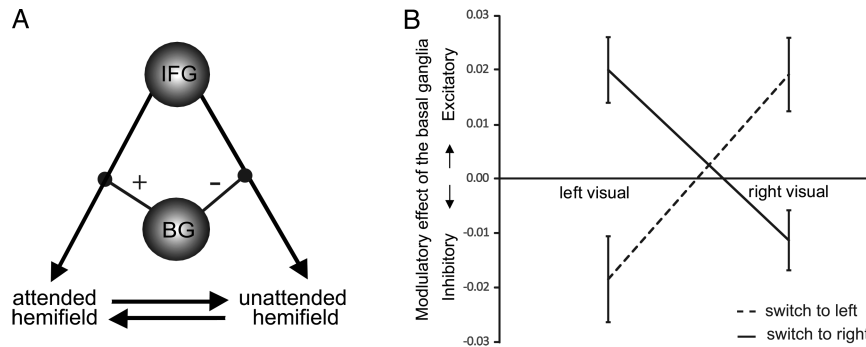 A
IFG
+
-
BG
attended
hemifield
unattended
hemifield
B
Modlulatory effect of the basal ganglia
Inhibitory
Excitatory
0.03
0.02
0.01
0.00
-0.01
-0.02
-0.03
left visual
right visual
switch to left
switch to right